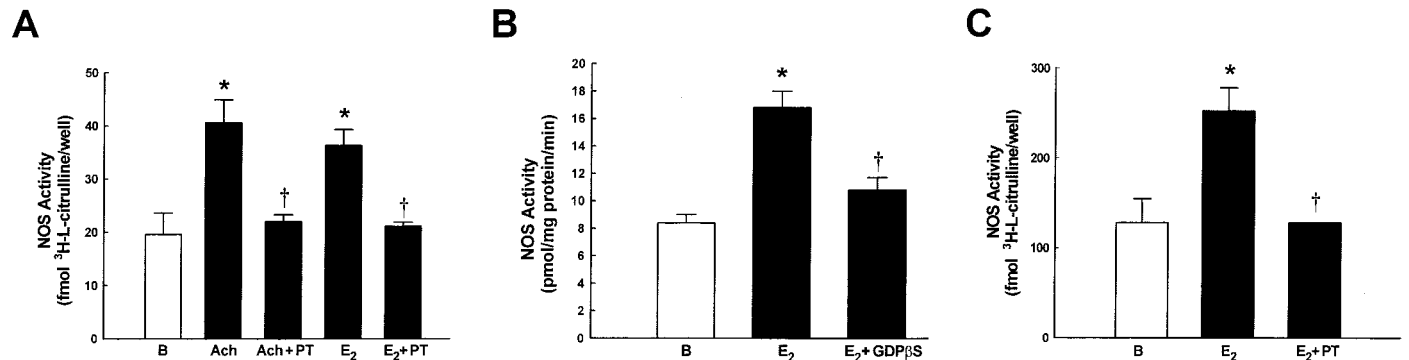 A
NOS Activity
(fmol ³H-L-citrulline/well)
50
40
30
20
10
0
*
†
*
†
B Ach Ach+PT E₂ E₂+PT
B
NOS Activity
(pmol/mg protein/min)
20
18
16
14
12
10
8
6
4
2
0
*
†
B E₂ E₂+GDPβS
C
NOS Activity
(fmol ³H-L-citrulline/well)
300
200
100
0
*
†
B E₂ E₂+PT